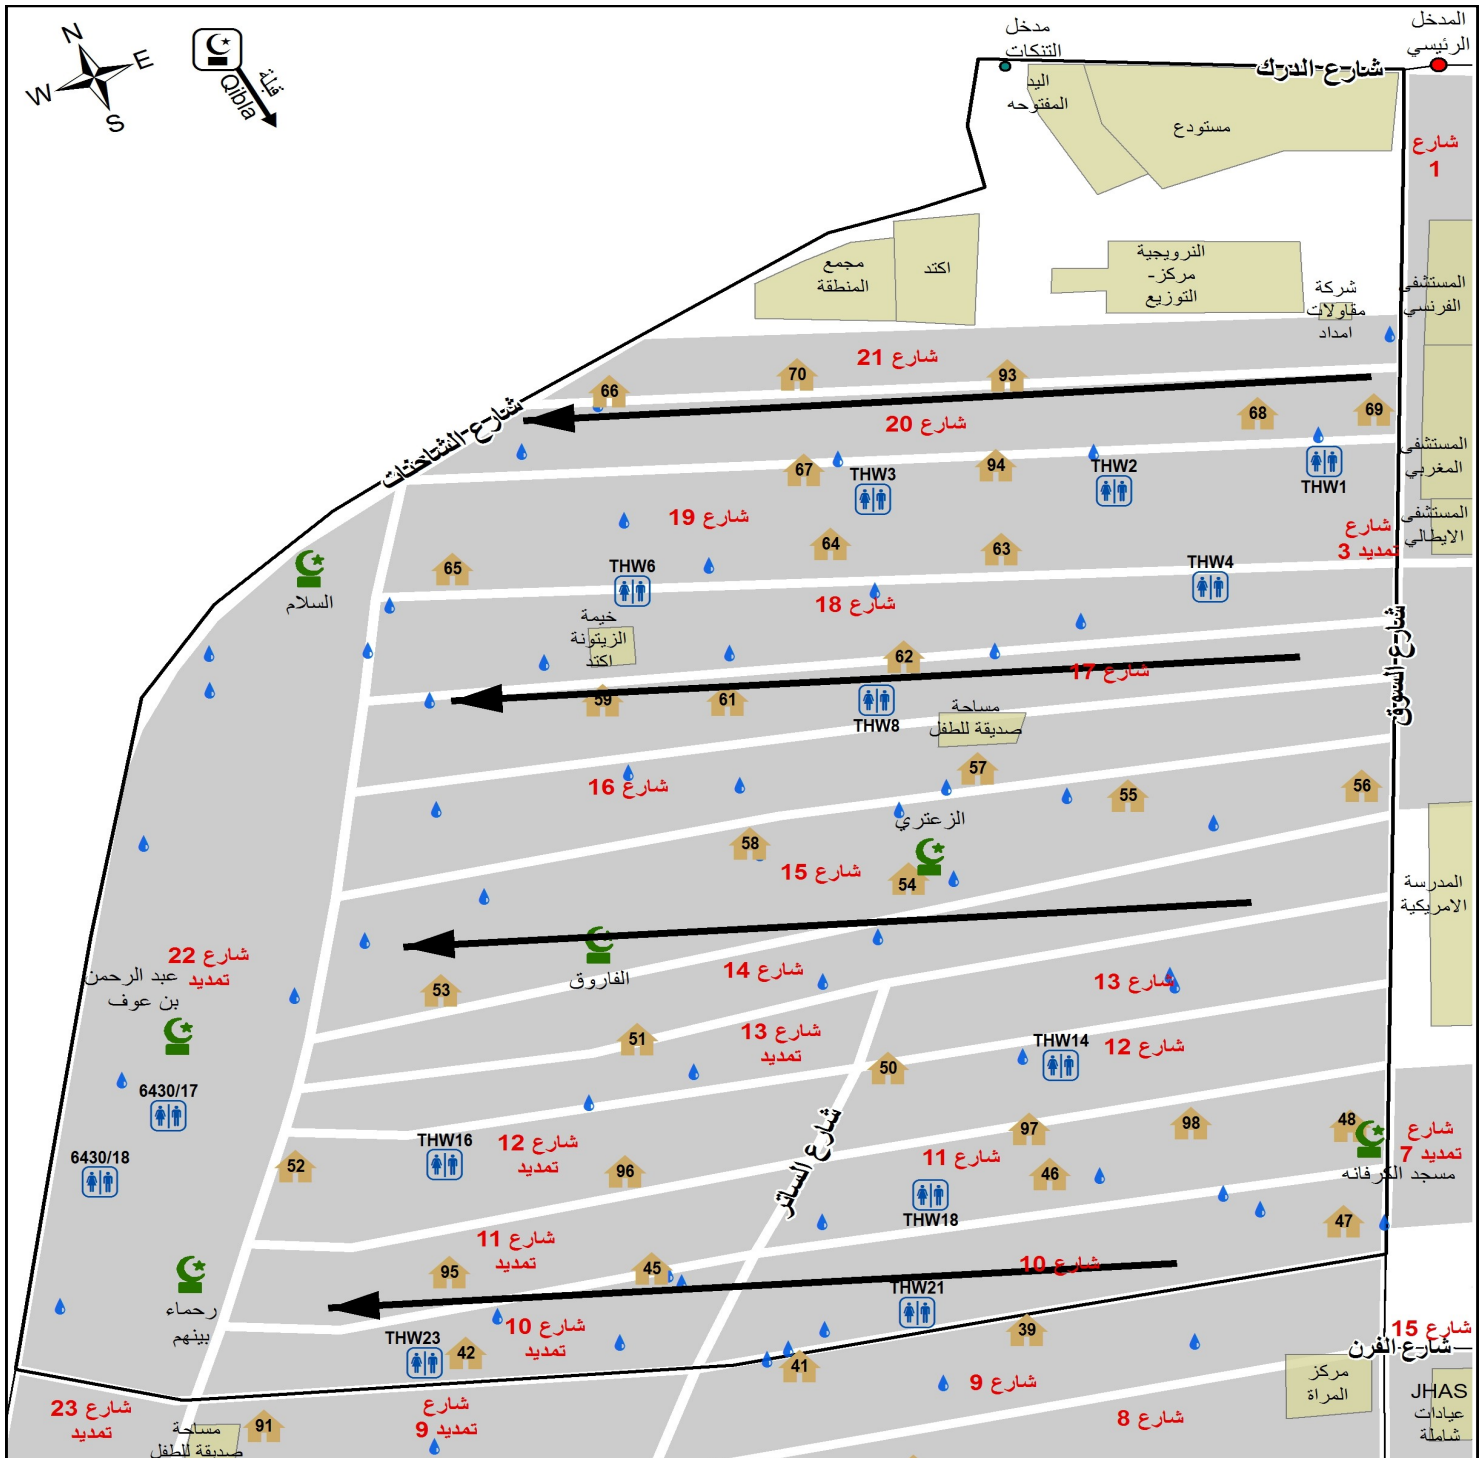 N
E
W
S
قبلة
Qibla
مدخل
التنكات
المدخل
الرئيسي
شارع الدرك
اليد
المفتوحه
مستودع
شارع
1
مجمع
المنطقة
اكتد
النرويجية
مركز-
التوزيع
شركة
مقاولات
امداد
المستشفى
الفرنسي
شارع 21
66
70
93
68
69
شارع الشاحنات
شارع 20
المستشفى
المغربي
67
94
THW3
THW2
THW1
شارع 19
المستشفى
الايطالي
شارع
تمديد 3
64
63
65
THW6
THW4
السلام
شارع 18
خيمة
الزيتونة
اكتد
شارع السوق
62
شارع 17
59
61
THW8
مساحة
صديقة للطفل
57
شارع 16
55
56
الزعتري
58
شارع 15
54
المدرسة
الامريكية
شارع 22
تمديد
عبد الرحمن
بن عوف
الفاروق
53
شارع 14
شارع 13
51
شارع 13
تمديد
THW14
شارع 12
50
6430/17
شارع الساتر
97
98
48
شارع
تمديد 7
مسجد الكرفانه
6430/18
52
THW16
شارع 12
تمديد
96
شارع 11
46
THW18
47
شارع 11
تمديد
95
45
شارع 10
رحماء
بينهم
THW21
شارع 10
تمديد
THW23
42
39
41
شارع 15
شارع الفرن
شارع 9
مركز
المراة
JHAS
عيادات
شاملة
شارع 23
تمديد
مساحة
صديقة للطفل
91
شارع
تمديد 9
شارع 8